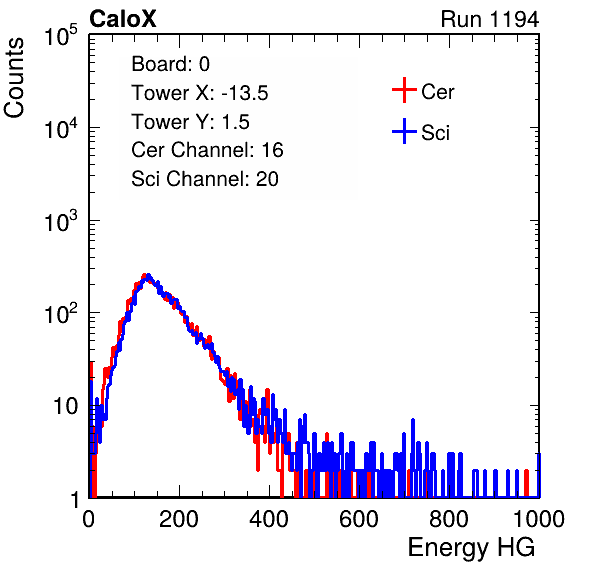 CaloX Run 1194
Counts
Board: 0
Tower X: -13.5
Tower Y: 1.5
Cer Channel: 16
Sci Channel: 20
Cer
Sci
10^5
10^4
10^3
10^2
10
1
0 200 400 600 800 1000
Energy HG